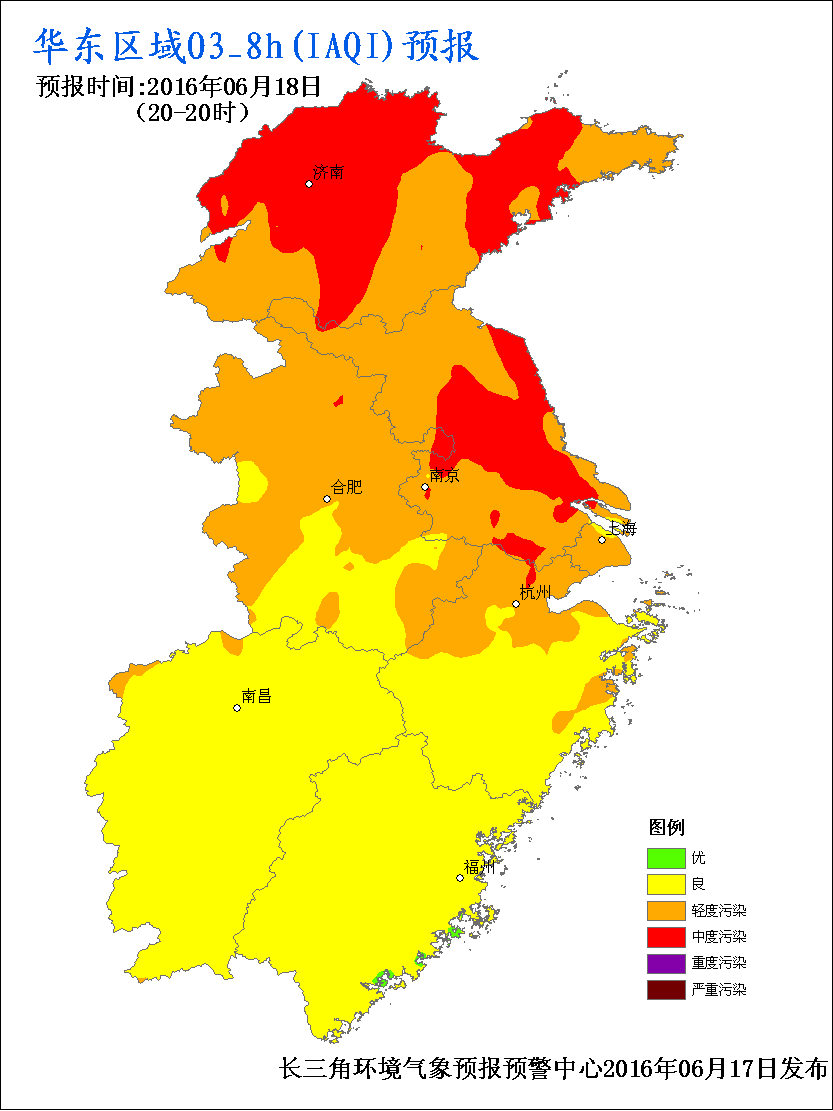 华东区域O3_8h(IAQI)预报
预报时间:2016年06月18日
(20-20时)
济南
南京
合肥
上海
杭州
南昌
福州
图例
优
良
轻度污染
中度污染
重度污染
严重污染
长三角环境气象预报预警中心2016年06月17日发布